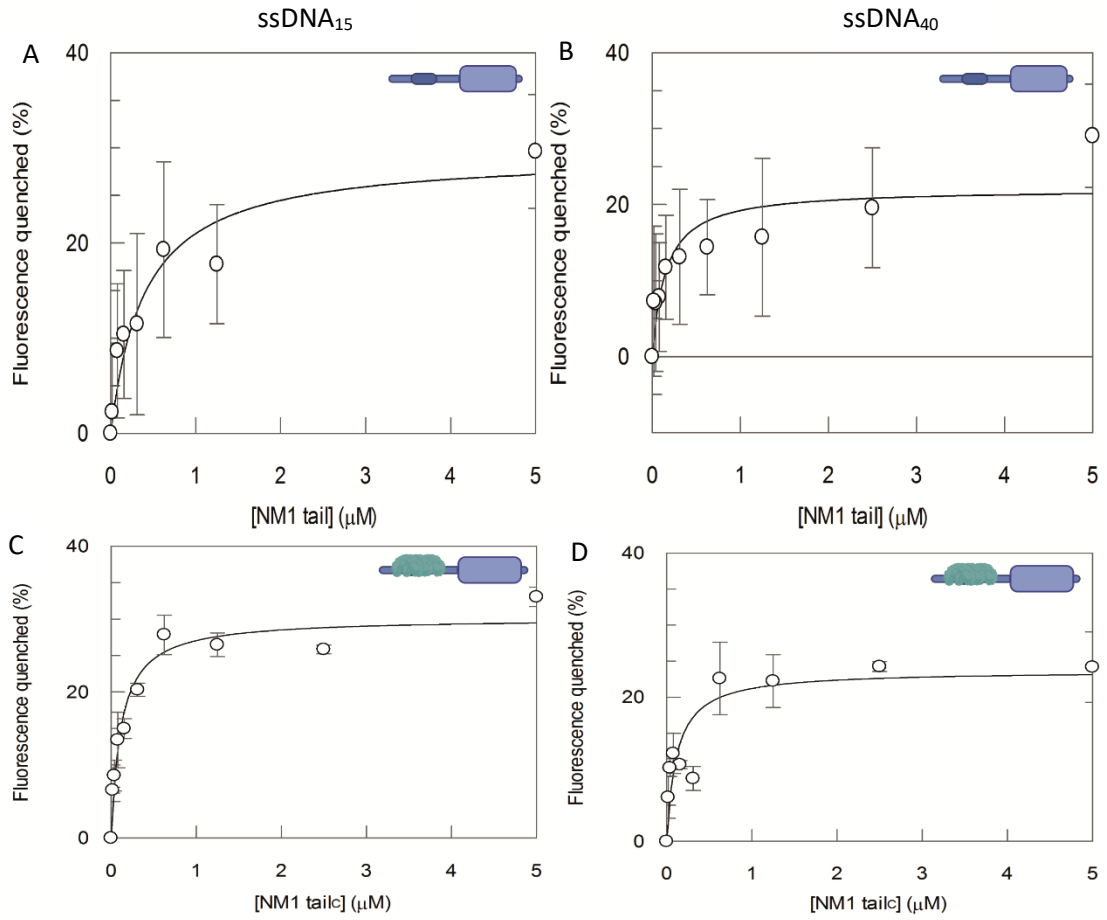 ssDNA₁₅
ssDNA₄₀
A
40
20
0
Fluorescence quenched (%)
0 1 2 3 4 5
[NM1 tail] (μM)
B
40
20
0
Fluorescence quenched (%)
0 1 2 3 4 5
[NM1 tail] (μM)
C
40
20
0
Fluorescence quenched (%)
0 1 2 3 4 5
[NM1 tailc] (μM)
D
40
20
0
Fluorescence quenched (%)
0 1 2 3 4 5
[NM1 tailc] (μM)